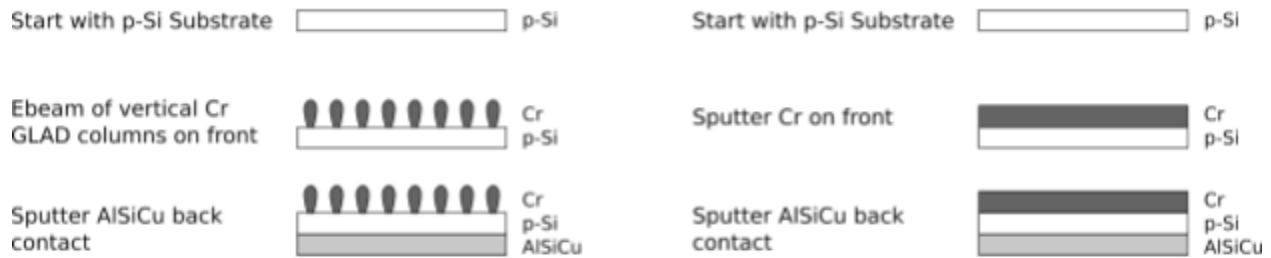 Start with p-Si Substrate
p-Si
Ebeam of vertical Cr
GLAD columns on front
Cr
p-Si
Sputter AlSiCu back
contact
Cr
p-Si
AlSiCu
Start with p-Si Substrate
p-Si
Sputter Cr on front
Cr
p-Si
Sputter AlSiCu back
contact
Cr
p-Si
AlSiCu